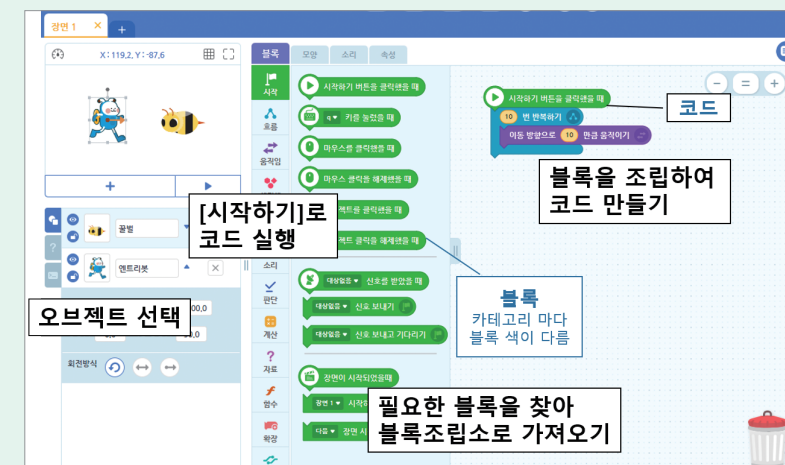 장면 1
X : 119.2, Y : -87.6
블록
모양
소리
속성
시작
시작하기 버튼을 클릭했을 때
흐름
q 키를 눌렀을 때
움직임
마우스를 클릭했을 때
마우스 클릭을 해제했을 때
젝트를 클릭했을 때
젝트 클릭을 해제했을 때
소리
판단
대상없음 신호를 받았을 때
대상없음 신호 보내기
계산
대상없음 신호 보내고 기다리기
자료
장면이 시작되었을때
함수
장면 1 시작하
다음 장면 시
확장
시작하기 버튼을 클릭했을 때
10 번 반복하기
이동 방향으로 10 만큼 움직이기
코드
블록을 조립하여
코드 만들기
[시작하기]로
코드 실행
꿀벌
엔트리봇
오브젝트 선택
회전방식
블록
카테고리 마다
블록 색이 다름
필요한 블록을 찾아
블록조립소로 가져오기